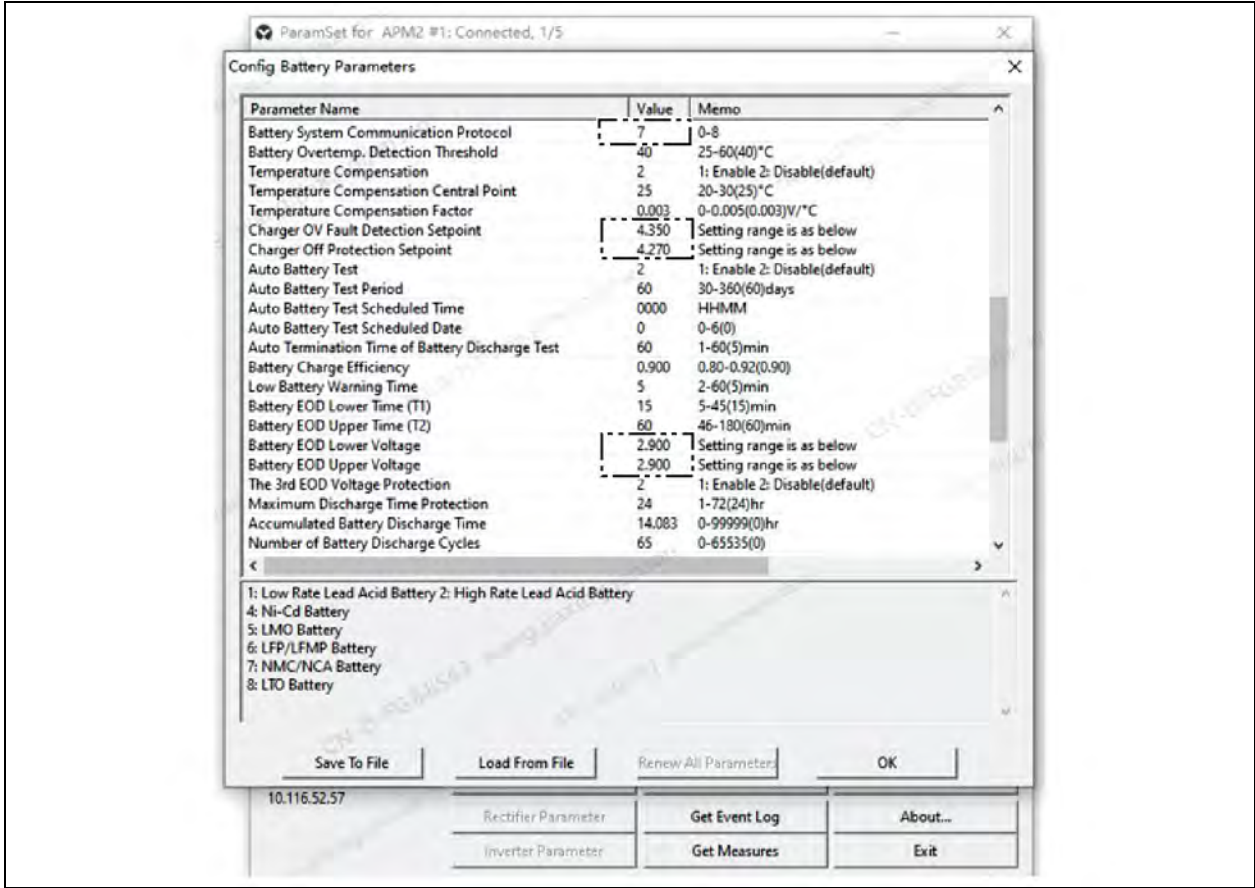 ParamSet for APM2 #1: Connected, 1/5
Config Battery Parameters
Parameter Name Value Memo
Battery System Communication Protocol 7 0-8
Battery Overtemp. Detection Threshold 40 25-60(40)°C
Temperature Compensation 2 1: Enable 2: Disable(default)
Temperature Compensation Central Point 25 20-30(25)°C
Temperature Compensation Factor 0.003 0-0.005(0.003)V/°C
Charger OV Fault Detection Setpoint 4.350 Setting range is as below
Charger Off Protection Setpoint 4.270 Setting range is as below
Auto Battery Test 2 1: Enable 2: Disable(default)
Auto Battery Test Period 60 30-360(60)days
Auto Battery Test Scheduled Time 0000 HHMM
Auto Battery Test Scheduled Date 0 0-6(0)
Auto Termination Time of Battery Discharge Test 60 1-60(5)min
Battery Charge Efficiency 0.900 0.80-0.92(0.90)
Low Battery Warning Time 5 2-60(5)min
Battery EOD Lower Time (T1) 15 5-45(15)min
Battery EOD Upper Time (T2) 60 46-180(60)min
Battery EOD Lower Voltage 2.900 Setting range is as below
Battery EOD Upper Voltage 2.900 Setting range is as below
The 3rd EOD Voltage Protection 2 1: Enable 2: Disable(default)
Maximum Discharge Time Protection 24 1-72(24)hr
Accumulated Battery Discharge Time 14.083 0-99999(0)hr
Number of Battery Discharge Cycles 65 0-65535(0)
1: Low Rate Lead Acid Battery 2: High Rate Lead Acid Battery
4: Ni-Cd Battery
5: LMO Battery
6: LFP/LFMP Battery
7: NMC/NCA Battery
8: LTO Battery
Save To File Load From File Renew All Parameters OK
10.116.52.57
Rectifier Parameter Get Event Log About...
Inverter Parameter Get Measures Exit